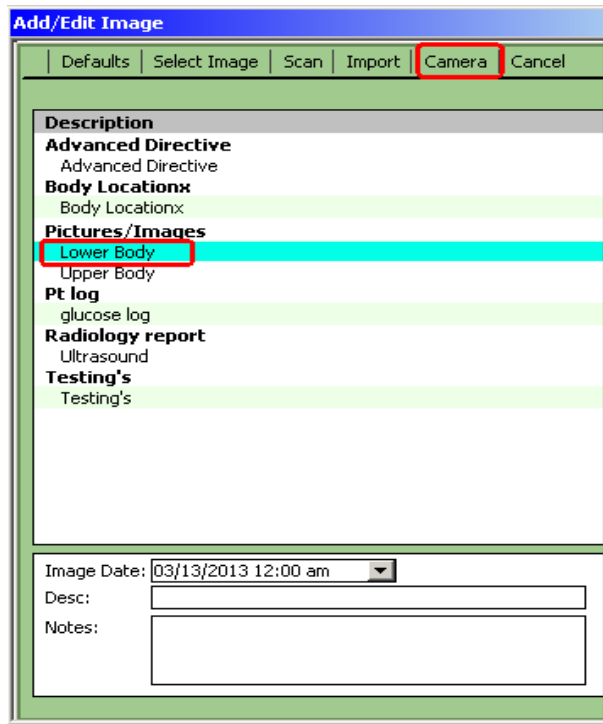 Add/Edit Image
| Defaults | Select Image | Scan | Import | Camera | Cancel
Description
Advanced Directive
Advanced Directive
Body Locationx
Body Locationx
Pictures/Images
Lower Body
Upper Body
Pt log
glucose log
Radiology report
Ultrasound
Testing's
Testing's
Image Date: 03/13/2013 12:00 am
Desc:
Notes: